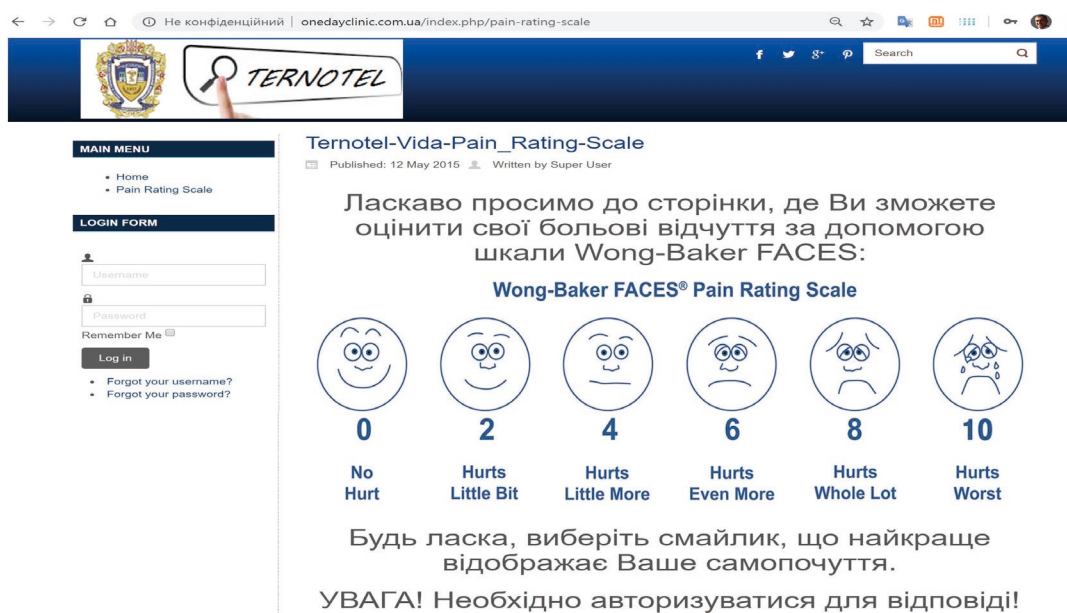 Не конфіденційний | onedayclinic.com.ua/index.php/pain-rating-scale
TERNOTEL
Search
MAIN MENU
Home
Pain Rating Scale
LOGIN FORM
Username
Password
Remember Me
Log in
Forgot your username?
Forgot your password?
Ternotel-Vida-Pain_Rating-Scale
Published: 12 May 2015 Written by Super User
Ласкаво просимо до сторінки, де Ви зможете
оцінити свої больові відчуття за допомогою
шкали Wong-Baker FACES:
Wong-Baker FACES® Pain Rating Scale
0 2 4 6 8 10
No Hurts Hurts Hurts Hurts Hurts
Hurt Little Bit Little More Even More Whole Lot Worst
Будь ласка, виберіть смайлик, що найкраще
відображає Ваше самопочуття.
УВАГА! Необхідно авторизуватися для відповіді!